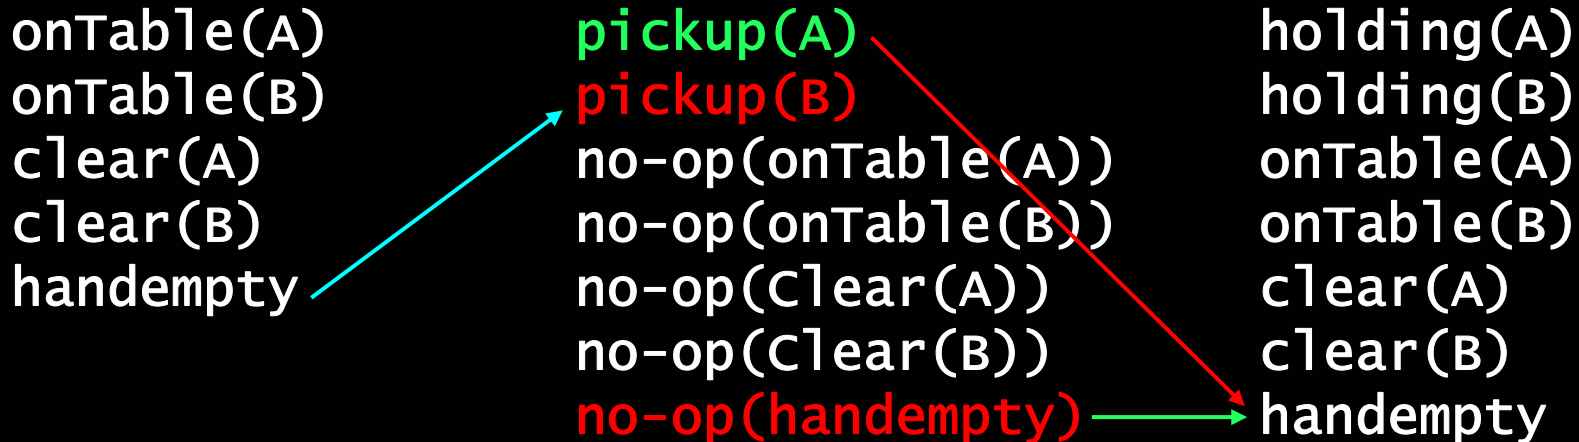 onTable(A) pickup(A) holding(A)
onTable(B) pickup(B) holding(B)
clear(A) no-op(onTable(A)) onTable(A)
clear(B) no-op(onTable(B)) onTable(B)
handempty no-op(Clear(A)) clear(A)
no-op(Clear(B)) clear(B)
no-op(handempty) handempty